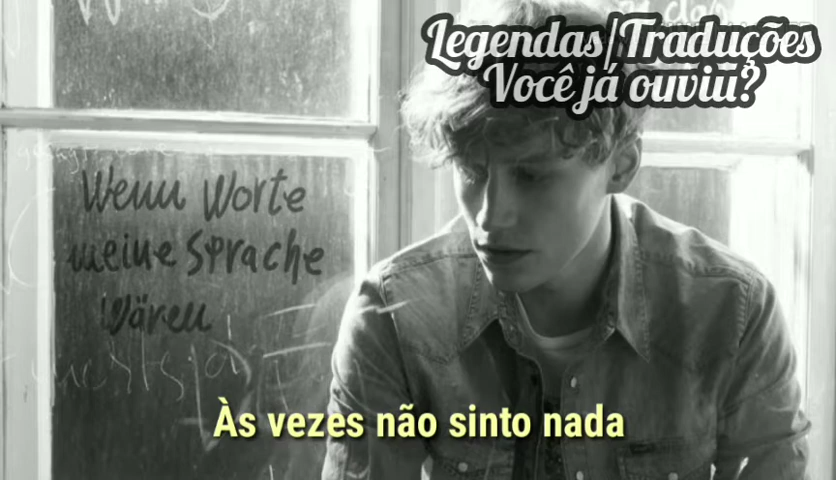 Legendas/Traduções
Você já ouviu?
Wenn Worte
meine Sprache
Wären
Às vezes não sinto nada